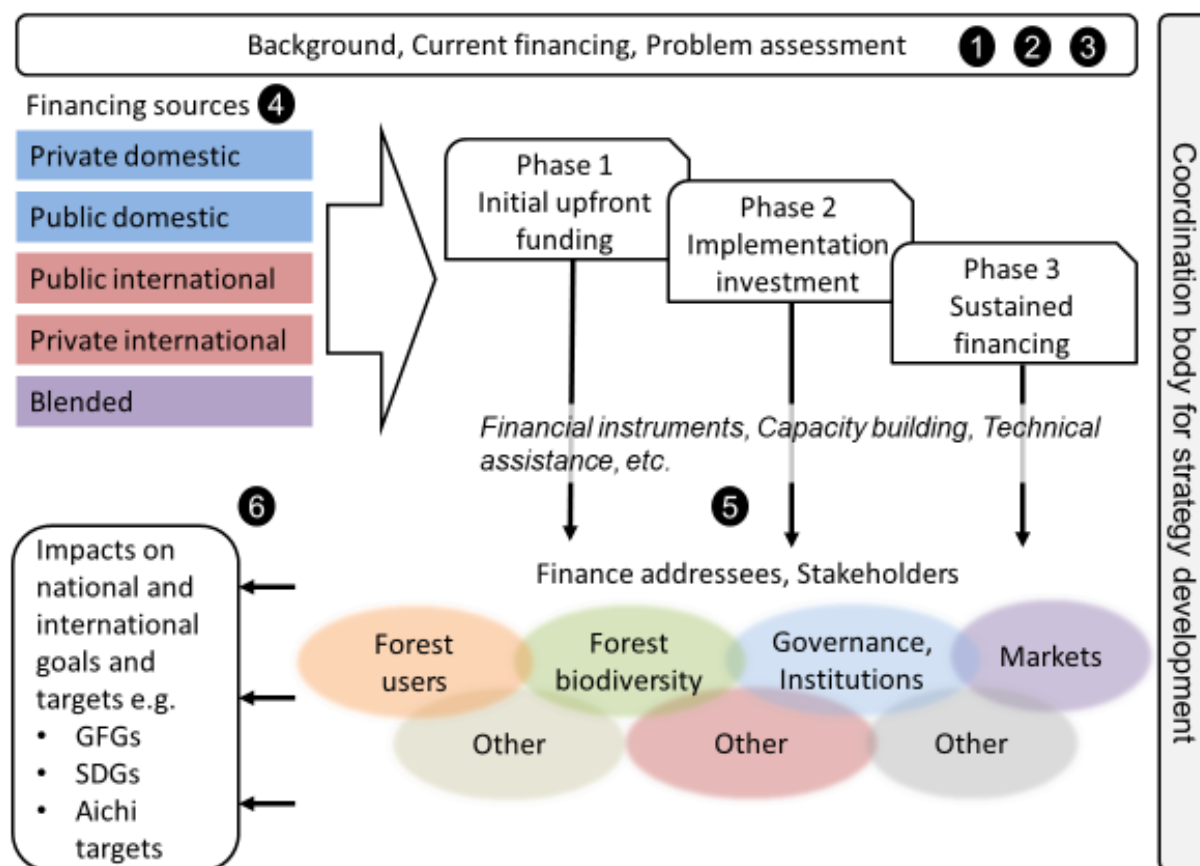 Background, Current financing, Problem assessment 1 2 3
Financing sources 4
Private domestic
Public domestic
Public international
Private international
Blended
Phase 1
Initial upfront
funding
Phase 2
Implementation
investment
Phase 3
Sustained
financing
Financial instruments, Capacity building, Technical
assistance, etc.
5
Finance addressees, Stakeholders
Forest
users
Forest
biodiversity
Governance,
Institutions
Markets
Other
Other
Other
6
Impacts on
national and
international
goals and
targets e.g.
• GFGs
• SDGs
• Aichi
targets
Coordination body for strategy development